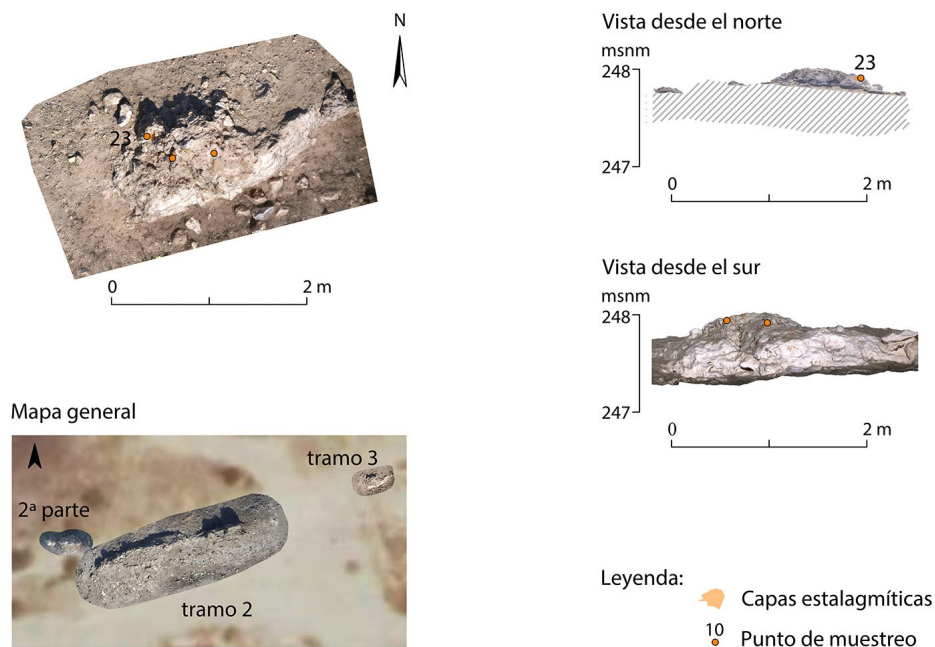 N
23
0 2 m
Vista desde el norte
msnm
23
248
247
0 2 m
Vista desde el sur
msnm
248
247
0 2 m
Mapa general
tramo 3
2ª parte
tramo 2
Leyenda:
Capas estalagmíticas
10
Punto de muestreo